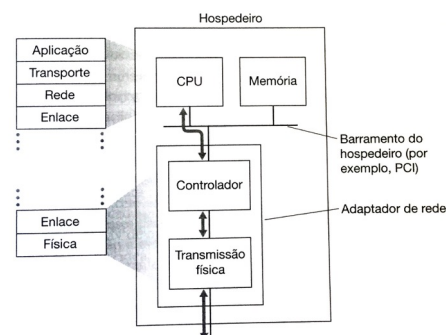 Hospedeiro
Aplicação
Transporte
Rede
Enlace
CPU
Memória
Barramento do
hospedeiro (por
exemplo, PCI)
Controlador
Adaptador de rede
Enlace
Física
Transmissão
física